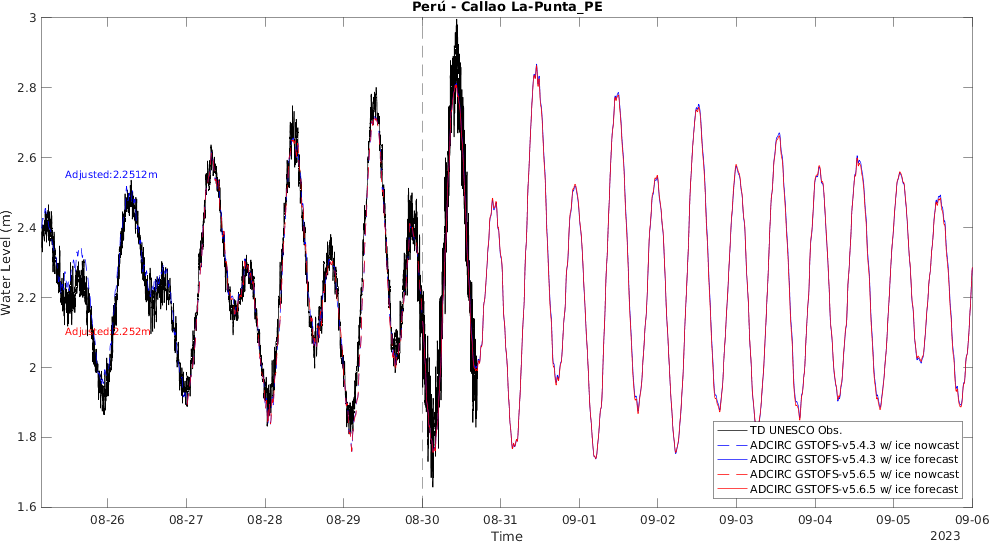 Perú - Callao La-Punta_PE
3
2.8
2.6
2.4
2.2
2
1.8
1.6
Water Level (m)
Adjusted:2.2512m
Adjusted:2.252m
TD UNESCO Obs.
ADCIRC GSTOFS-v5.4.3 w/ ice nowcast
ADCIRC GSTOFS-v5.4.3 w/ ice forecast
ADCIRC GSTOFS-v5.6.5 w/ ice nowcast
ADCIRC GSTOFS-v5.6.5 w/ ice forecast
08-26 08-27 08-28 08-29 08-30 08-31 09-01 09-02 09-03 09-04 09-05 09-06
Time
2023